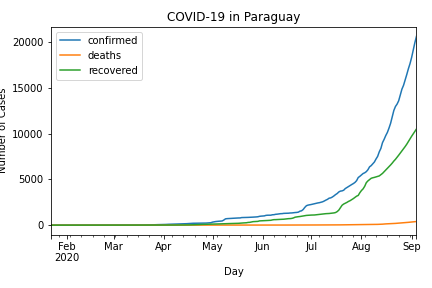 COVID-19 in Paraguay
confirmed
deaths
recovered
Number of Cases
20000
15000
10000
5000
0
Feb Mar Apr May Jun Jul Aug Sep
2020
Day